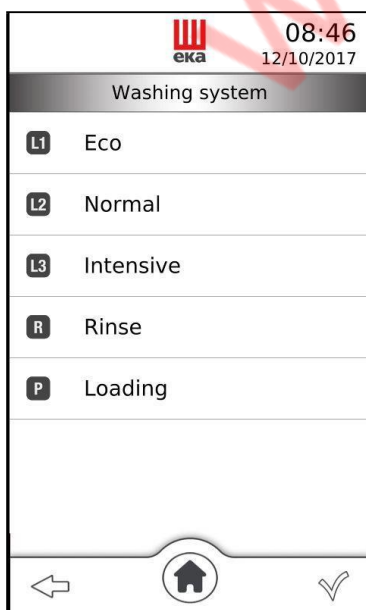 08:46
eka 12/10/2017
Washing system
L1 Eco
L2 Normal
L3 Intensive
R Rinse
P Loading